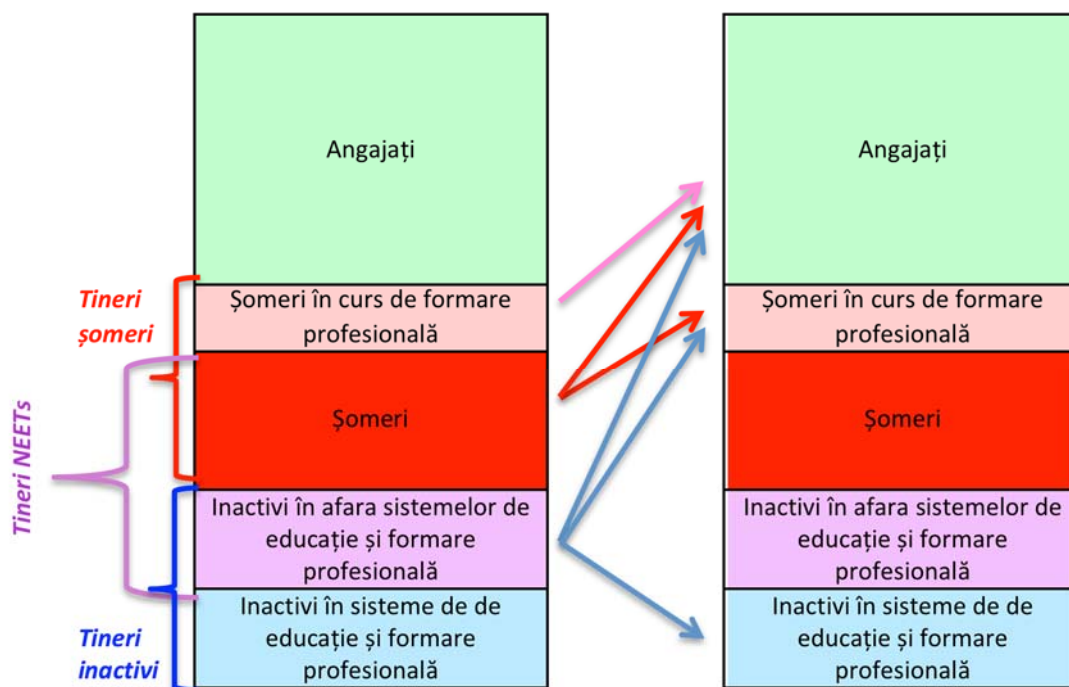 Angajați
Șomeri în curs de formare
profesională
Șomeri
Inactivi în afara sistemelor de
educație și formare
profesională
Inactivi în sisteme de de
educație și formare
profesională
Tineri
șomeri
Tineri NEETs
Tineri
inactivi
Angajați
Șomeri în curs de formare
profesională
Șomeri
Inactivi în afara sistemelor de
educație și formare
profesională
Inactivi în sisteme de de
educație și formare
profesională